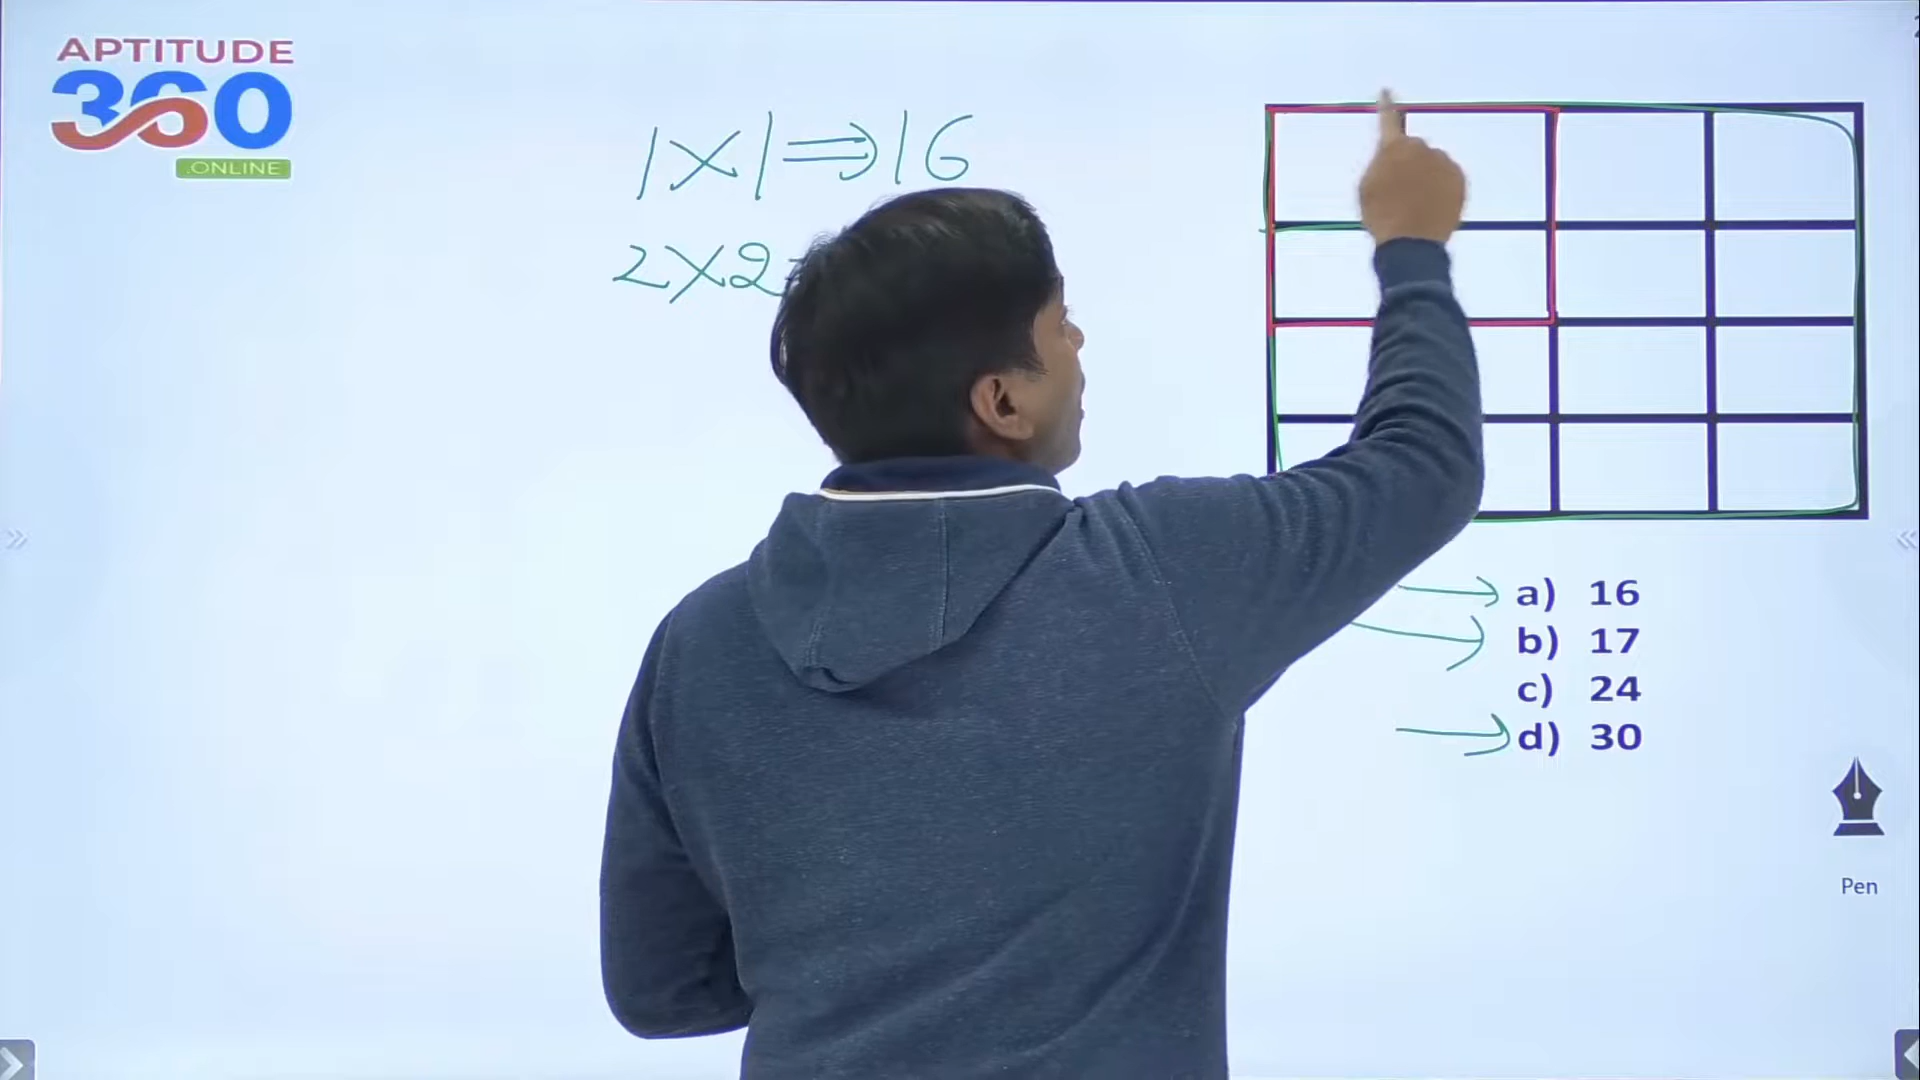 APTITUDE
360
.ONLINE
1×1⇒16
2×2
a) 16
b) 17
c) 24
d) 30
Pen